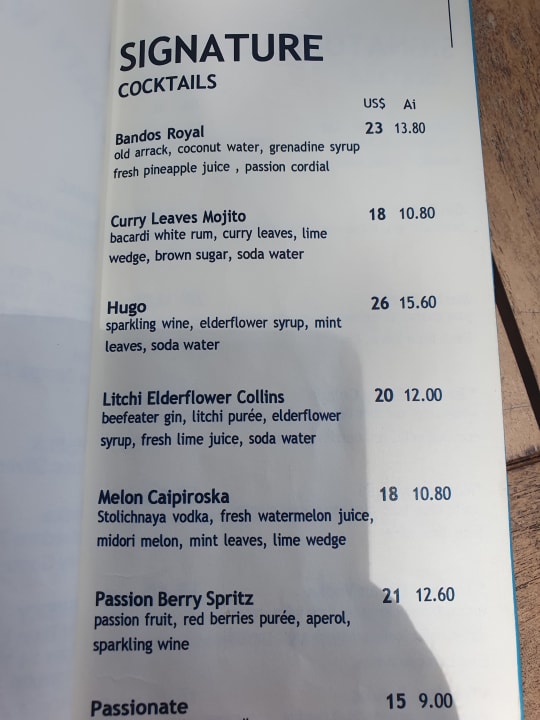 SIGNATURE
COCKTAILS
US$ Ai
Bandos Royal 23 13.80
old arrack, coconut water, grenadine syrup
fresh pineapple juice , passion cordial
Curry Leaves Mojito 18 10.80
bacardi white rum, curry leaves, lime
wedge, brown sugar, soda water
Hugo 26 15.60
sparkling wine, elderflower syrup, mint
leaves, soda water
Litchi Elderflower Collins 20 12.00
beefeater gin, litchi purée, elderflower
syrup, fresh lime juice, soda water
Melon Caipiroska 18 10.80
Stolichnaya vodka, fresh watermelon juice,
midori melon, mint leaves, lime wedge
Passion Berry Spritz 21 12.60
passion fruit, red berries purée, aperol,
sparkling wine
Passionate 15 9.00